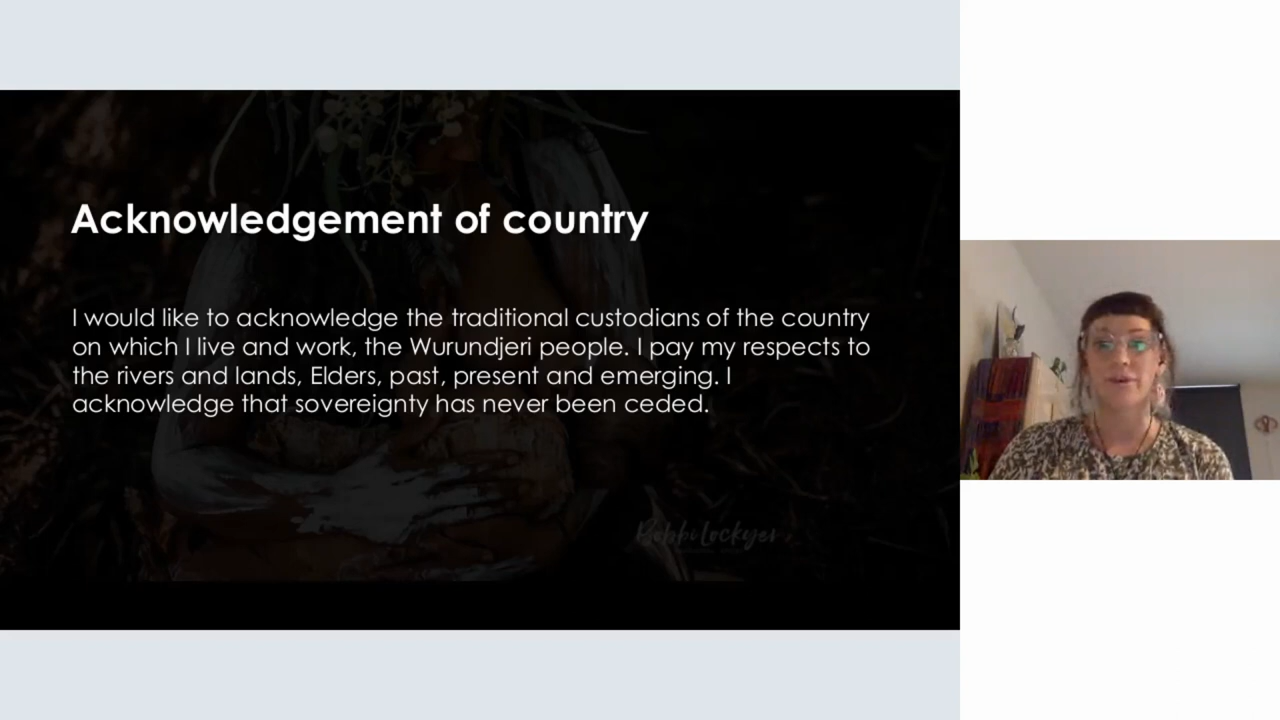 Acknowledgement of country
I would like to acknowledge the traditional custodians of the country
on which I live and work, the Wurundjeri people. I pay my respects to
the rivers and lands, Elders, past, present and emerging. I
acknowledge that sovereignty has never been ceded.
Bobbi Lockyer